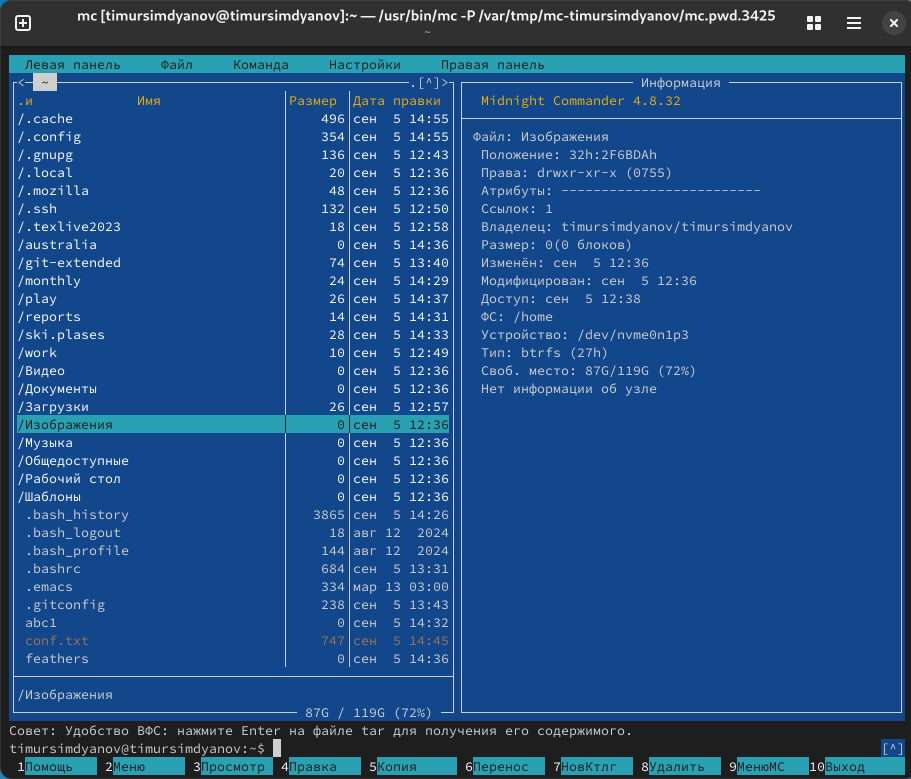 mc [timursimdyanov@timursimdyanov]:~ — /usr/bin/mc -P /var/tmp/mc-timursimdyanov/mc.pwd.3425
~
Левая панель Файл Команда Настройки Правая панель
<─ ~ .[^]>
.и Имя Размер Дата правки
/.cache 496 сен 5 14:55
/.config 354 сен 5 14:55
/.gnupg 136 сен 5 12:43
/.local 20 сен 5 12:36
/.mozilla 48 сен 5 12:36
/.ssh 132 сен 5 12:50
/.texlive2023 18 сен 5 12:58
/australia 0 сен 5 14:36
/git-extended 74 сен 5 13:40
/monthly 24 сен 5 14:29
/play 26 сен 5 14:37
/reports 14 сен 5 14:31
/ski.plases 28 сен 5 14:33
/work 10 сен 5 12:49
/Видео 0 сен 5 12:36
/Документы 0 сен 5 12:36
/Загрузки 26 сен 5 12:57
/Изображения 0 сен 5 12:36
/Музыка 0 сен 5 12:36
/Общедоступные 0 сен 5 12:36
/Рабочий стол 0 сен 5 12:36
/Шаблоны 0 сен 5 12:36
.bash_history 3865 сен 5 14:26
.bash_logout 18 авг 12 2024
.bash_profile 144 авг 12 2024
.bashrc 684 сен 5 13:31
.emacs 334 мар 13 03:00
.gitconfig 238 сен 5 13:43
abc1 0 сен 5 14:32
conf.txt 747 сен 5 14:45
feathers 0 сен 5 14:36
/Изображения
87G / 119G (72%)
Информация
Midnight Commander 4.8.32
Файл: Изображения
Положение: 32h:2F6BDAh
Права: drwxr-xr-x (0755)
Атрибуты: -------------------------
Ссылок: 1
Владелец: timursimdyanov/timursimdyanov
Размер: 0(0 блоков)
Изменён: сен 5 12:36
Модифицирован: сен 5 12:36
Доступ: сен 5 12:38
ФС: /home
Устройство: /dev/nvme0n1p3
Тип: btrfs (27h)
Своб. место: 87G/119G (72%)
Нет информации об узле
Совет: Удобство ВФС: нажмите Enter на файле tar для получения его содержимого.
timursimdyanov@timursimdyanov:~$ [^]
1Помощь 2Меню 3Просмотр 4Правка 5Копия 6Перенос 7НовКтлг 8Удалить 9МенюМС 10Выход